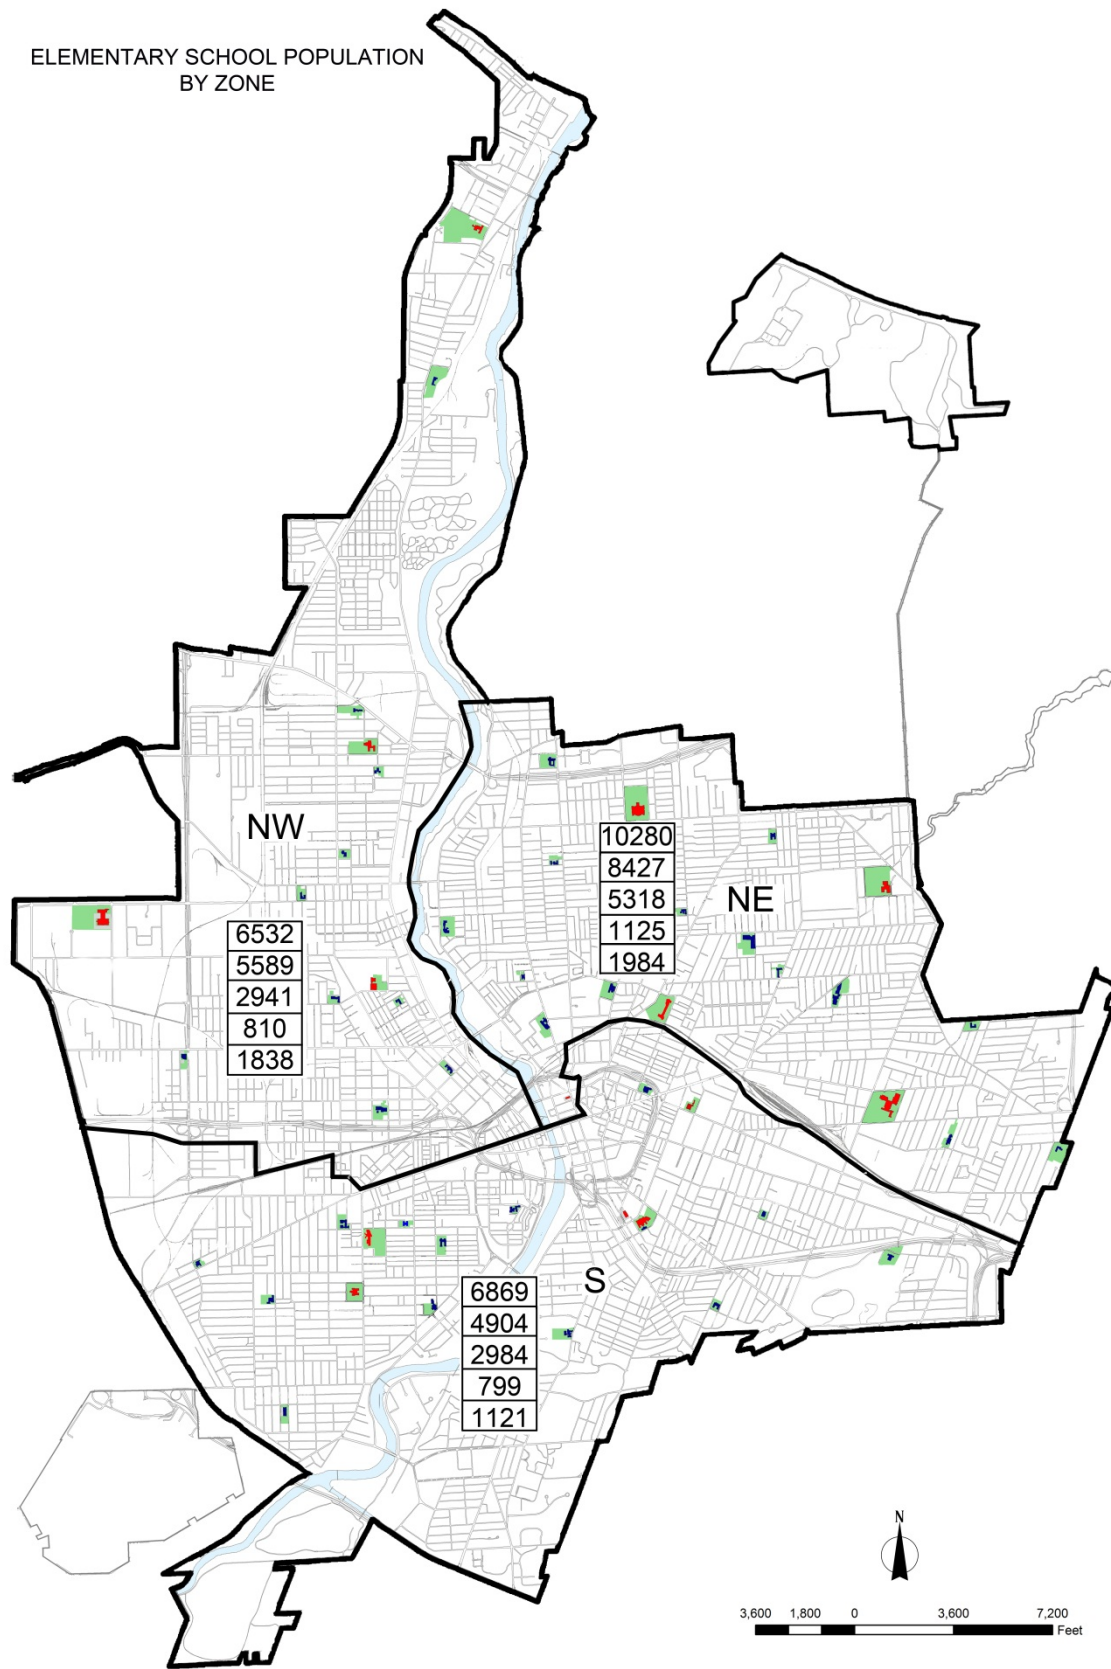 ELEMENTARY SCHOOL POPULATION
BY ZONE
NW
10280
8427
5318
1125
1984
NE
6532
5589
2941
810
1838
S
6869
4904
2984
799
1121
N
3,600 1,800 0 3,600 7,200
Feet